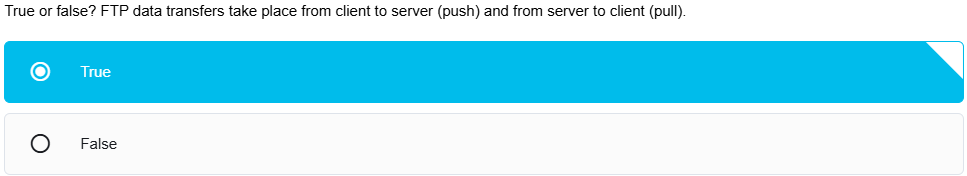 True or false? FTP data transfers take place from client to server (push) and from server to client (pull).
True
False